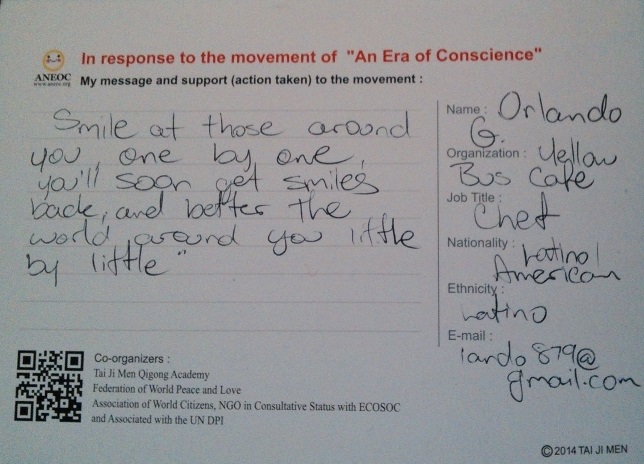 In response to the movement of "An Era of Conscience"
ANEOC
My message and support (action taken) to the movement :
Smile at those around
you, one by one,
you'll soon get smiles
back, and better the
world around you little
by little"
Name : Orlando
G.
Organization : Yellow
Bus Cafe
Job Title :
Chef
Nationality :
Latino/
American
Ethnicity :
Latino
E-mail :
lando879@
gmail.com
Co-organizers :
Tai Ji Men Qigong Academy
Federation of World Peace and Love
Association of World Citizens, NGO in Consultative Status with ECOSOC
and Associated with the UN DPI
©2014 TAI JI MEN